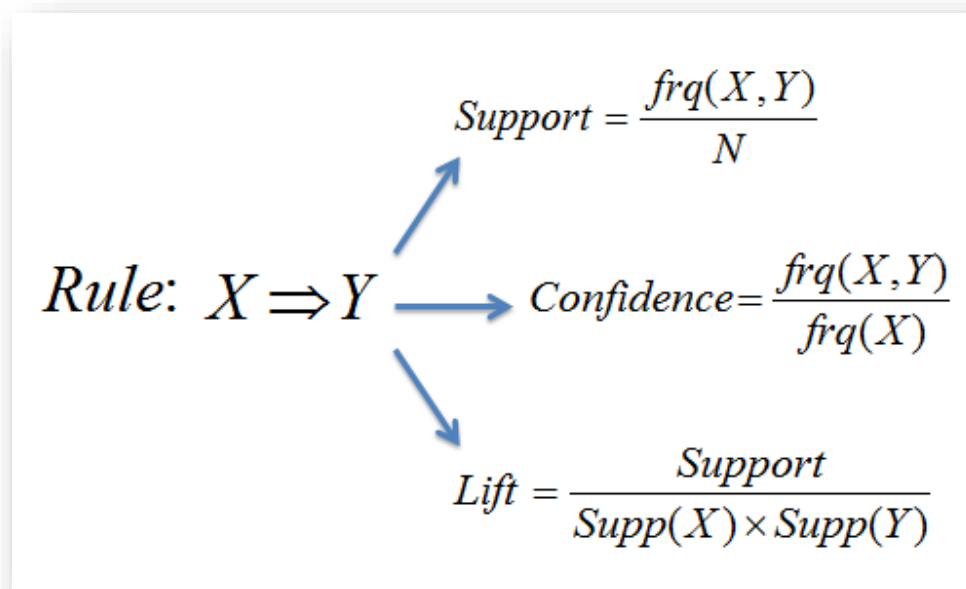 Support = frq(X,Y) / N
Rule: X ⇒ Y
Confidence = frq(X,Y) / frq(X)
Lift = Support / Supp(X) × Supp(Y)